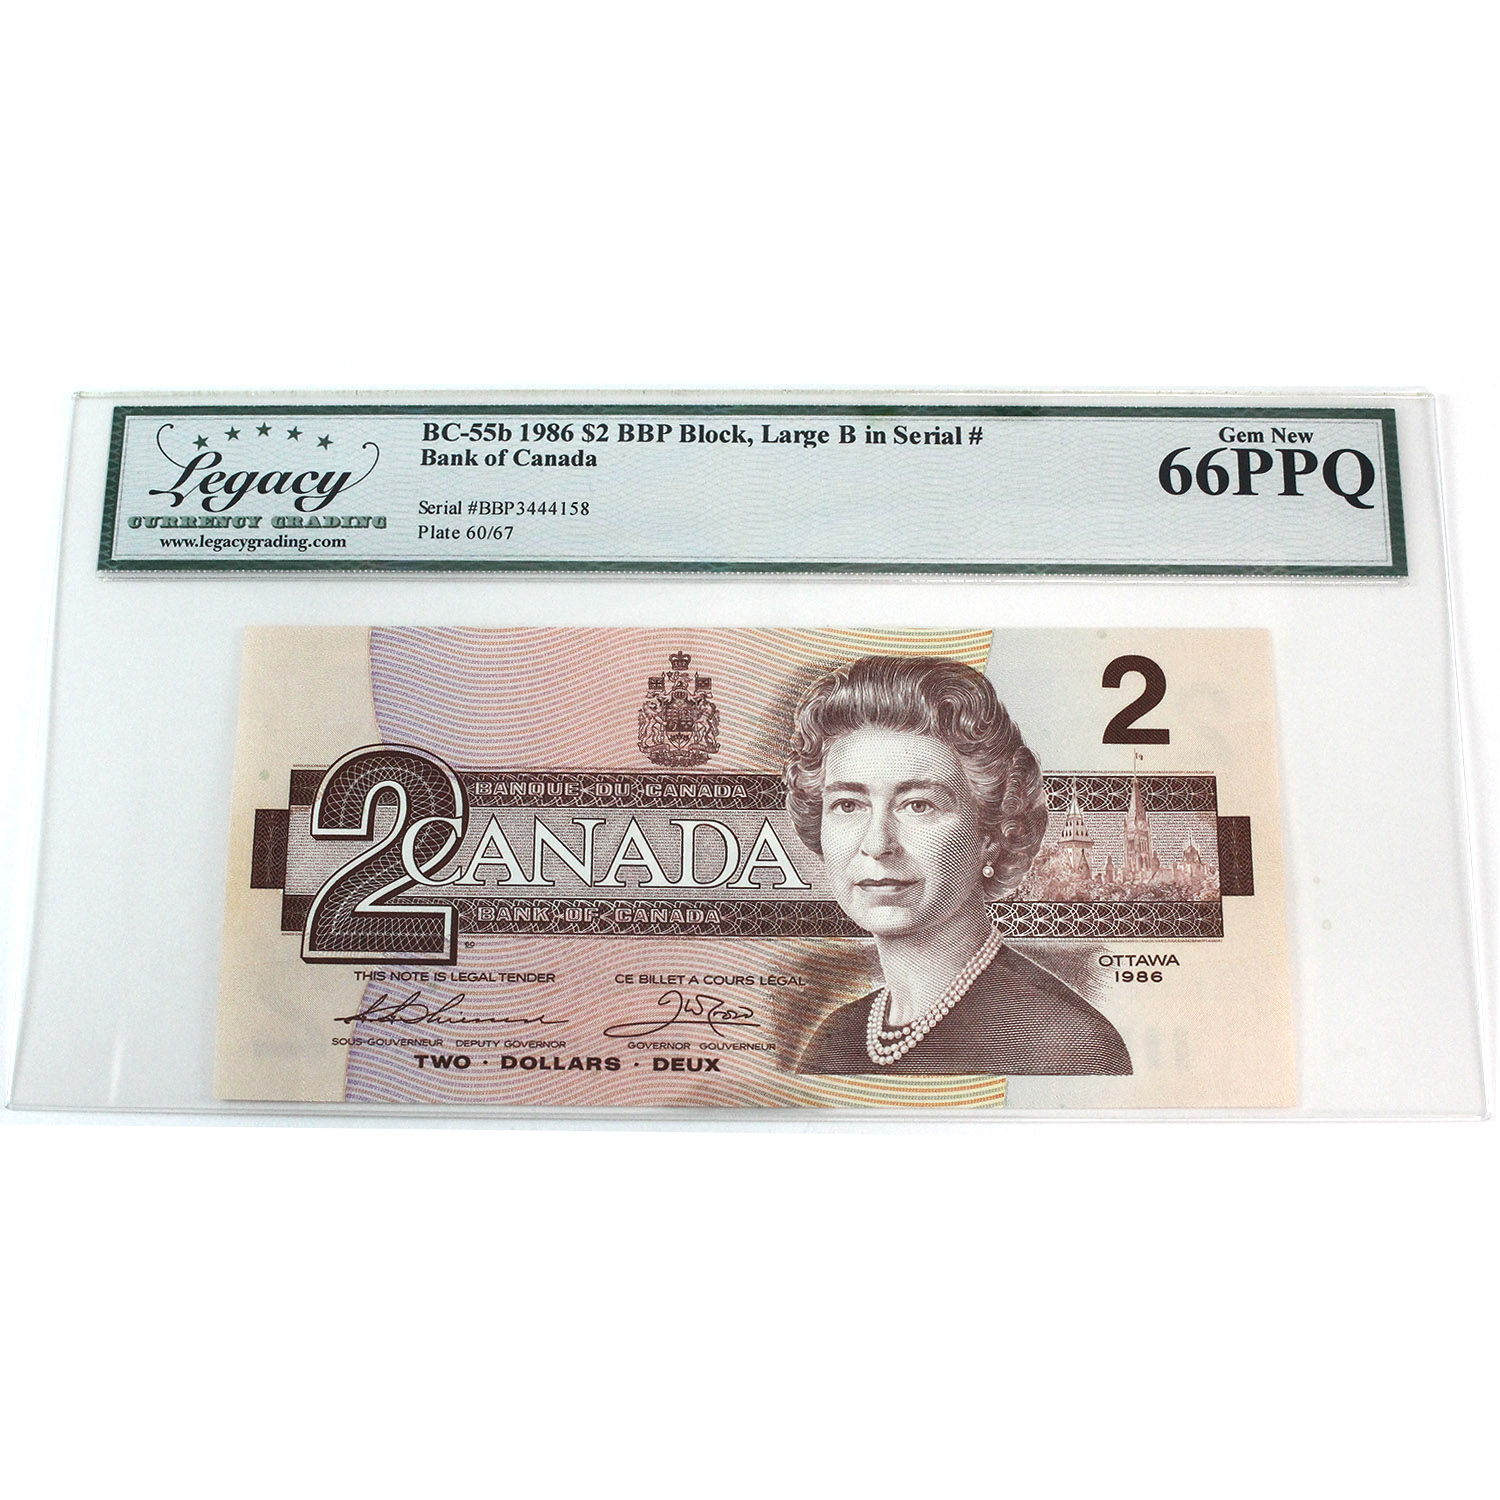 Legacy
CURRENCY GRADING
www.legacygrading.com
BC-55b 1986 $2 BBP Block, Large B in Serial #
Bank of Canada
Serial #BBP3444158
Plate 60/67
Gem New
66PPQ
2
2
BANQUE DU CANADA
CANADA
BANK OF CANADA
60
OTTAWA
1986
THIS NOTE IS LEGAL TENDER
CE BILLET A COURS LÉGAL
SOUS-GOUVERNEUR DEPUTY GOVERNOR
GOVERNOR GOUVERNEUR
TWO · DOLLARS · DEUX